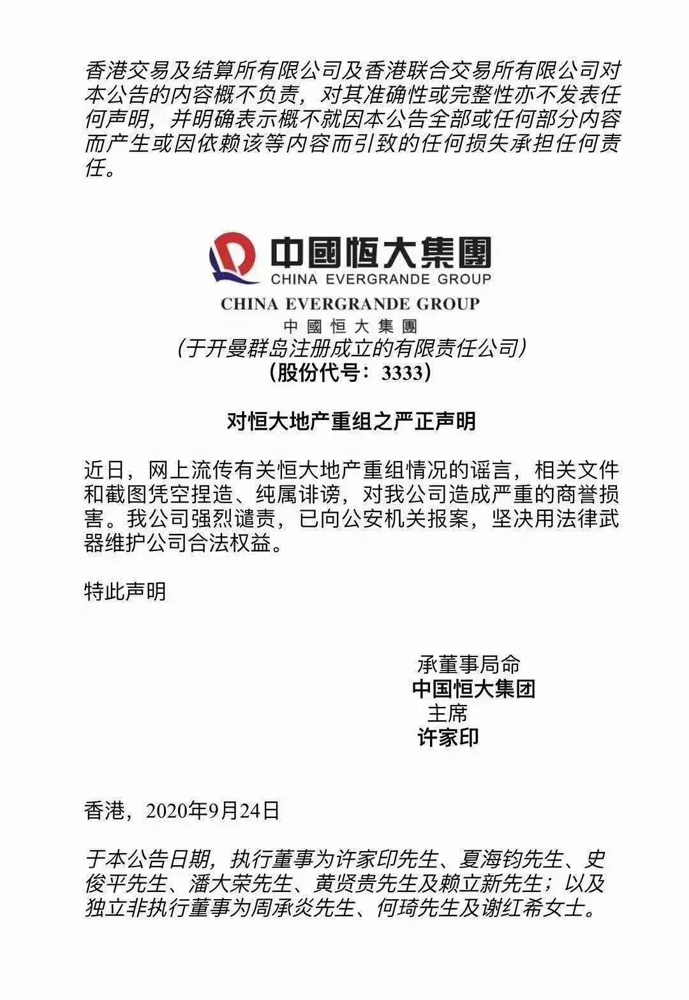 香港交易及结算所有限公司及香港联合交易所有限公司对
本公告的内容概不负责，对其准确性或完整性亦不发表任
何声明，并明确表示概不就因本公告全部或任何部分内容
而产生或因依赖该等内容而引致的任何损失承担任何责
任。
中國恆大集團
CHINA EVERGRANDE GROUP
CHINA EVERGRANDE GROUP
中國恒大集團
（于开曼群岛注册成立的有限责任公司）
（股份代号：3333）
对恒大地产重组之严正声明
近日，网上流传有关恒大地产重组情况的谣言，相关文件
和截图凭空捏造、纯属诽谤，对我公司造成严重的商誉损
害。我公司强烈谴责，已向公安机关报案，坚决用法律武
器维护公司合法权益。
特此声明
承董事局命
中国恒大集团
主席
许家印
香港，2020年9月24日
于本公告日期，执行董事为许家印先生、夏海钧先生、史
俊平先生、潘大荣先生、黄贤贵先生及赖立新先生；以及
独立非执行董事为周承炎先生、何琦先生及谢红希女士。